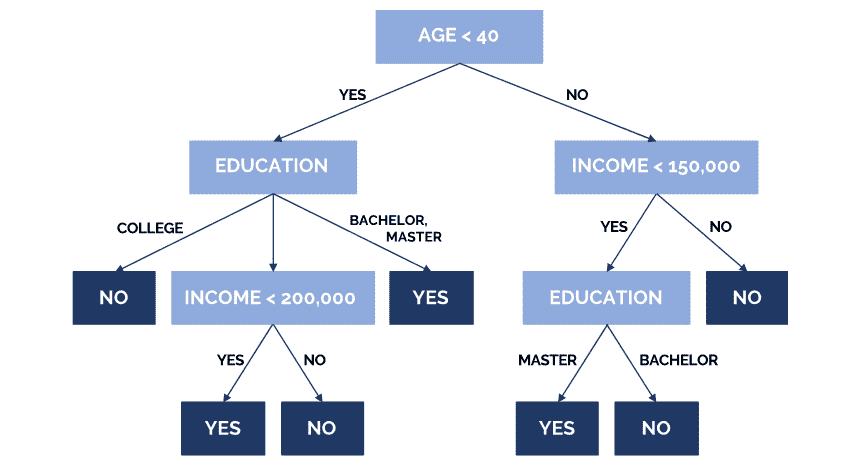 AGE < 40
YES
NO
EDUCATION
INCOME < 150,000
COLLEGE
BACHELOR,
MASTER
YES
NO
NO
INCOME < 200,000
YES
EDUCATION
NO
YES
NO
MASTER
BACHELOR
YES
NO
YES
NO